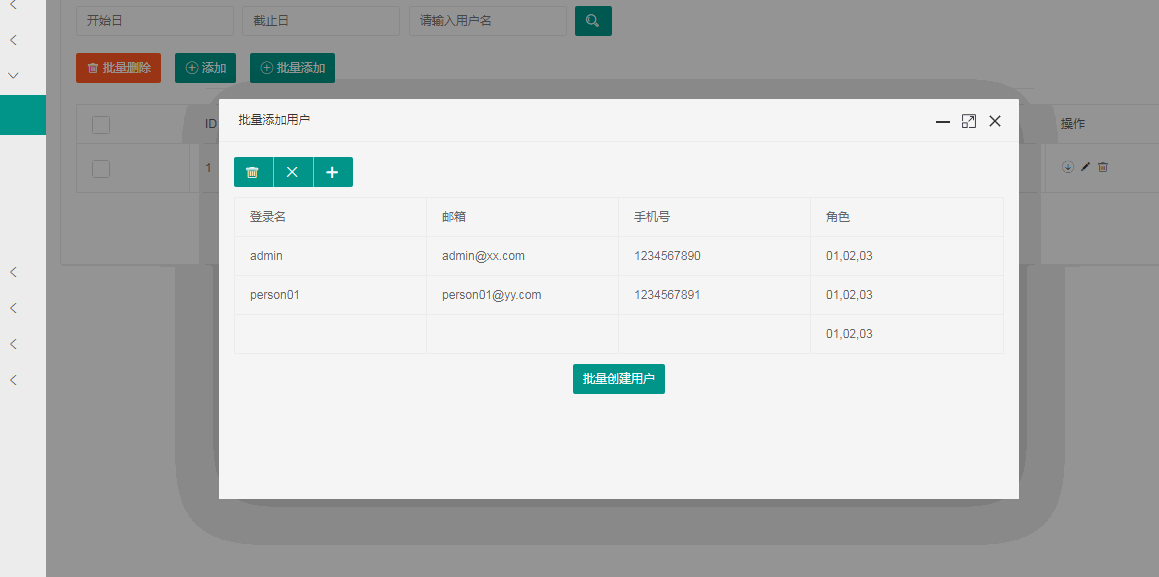 开始日 截止日 请输入用户名
批量删除 添加 批量添加
ID 操作
1
批量添加用户
登录名 邮箱 手机号 角色
admin admin@xx.com 1234567890 01,02,03
person01 person01@yy.com 1234567891 01,02,03
01,02,03
批量创建用户